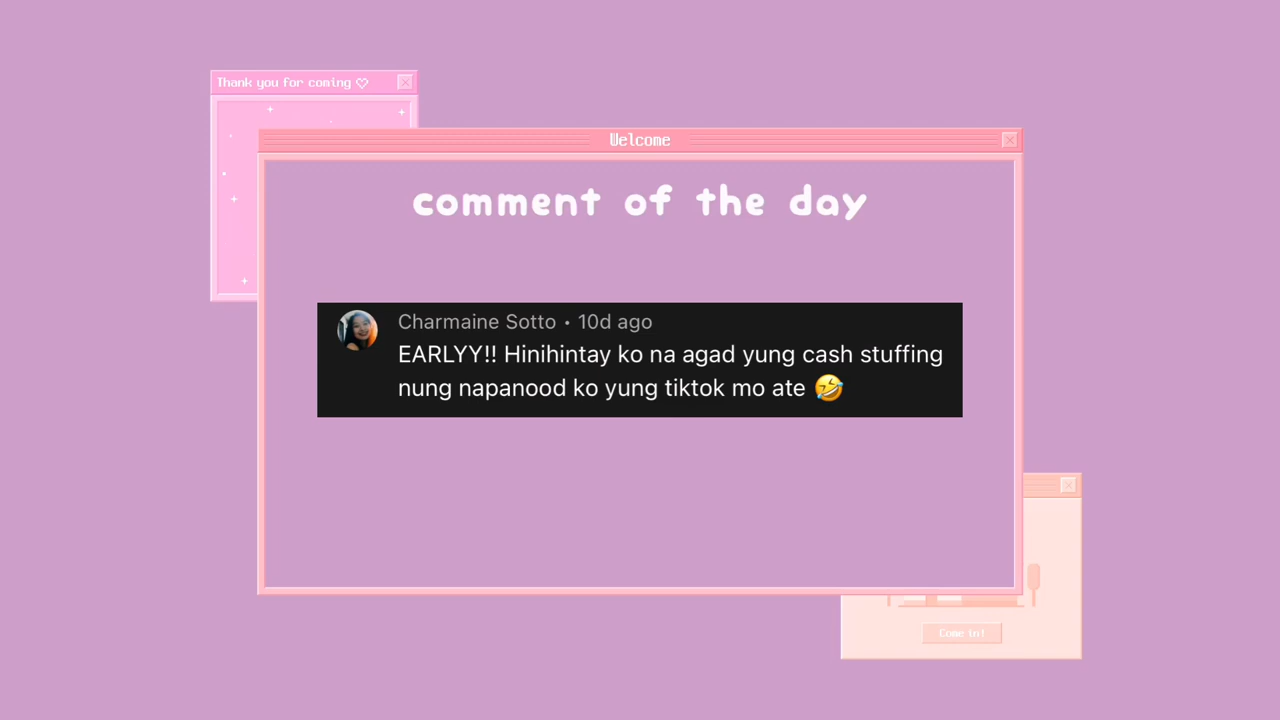 Thank you for coming ♡
Welcome
comment of the day
Charmaine Sotto • 10d ago
EARLYY!! Hinihintay ko na agad yung cash stuffing
nung napanood ko yung tiktok mo ate 🤣
Come in!